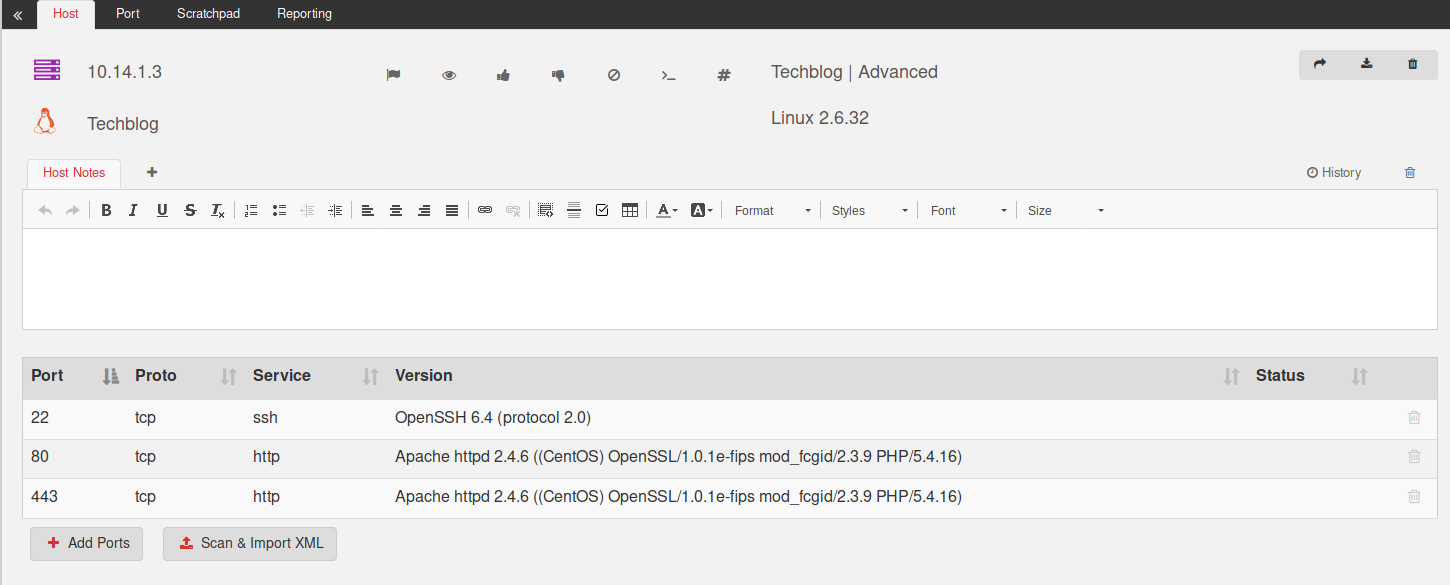 Host Port Scratchpad Reporting
10.14.1.3 Techblog | Advanced
Techblog Linux 2.6.32
Host Notes History
Format Styles Font Size
Port Proto Service Version Status
22 tcp ssh OpenSSH 6.4 (protocol 2.0)
80 tcp http Apache httpd 2.4.6 ((CentOS) OpenSSL/1.0.1e-fips mod_fcgid/2.3.9 PHP/5.4.16)
443 tcp http Apache httpd 2.4.6 ((CentOS) OpenSSL/1.0.1e-fips mod_fcgid/2.3.9 PHP/5.4.16)
Add Ports Scan & Import XML